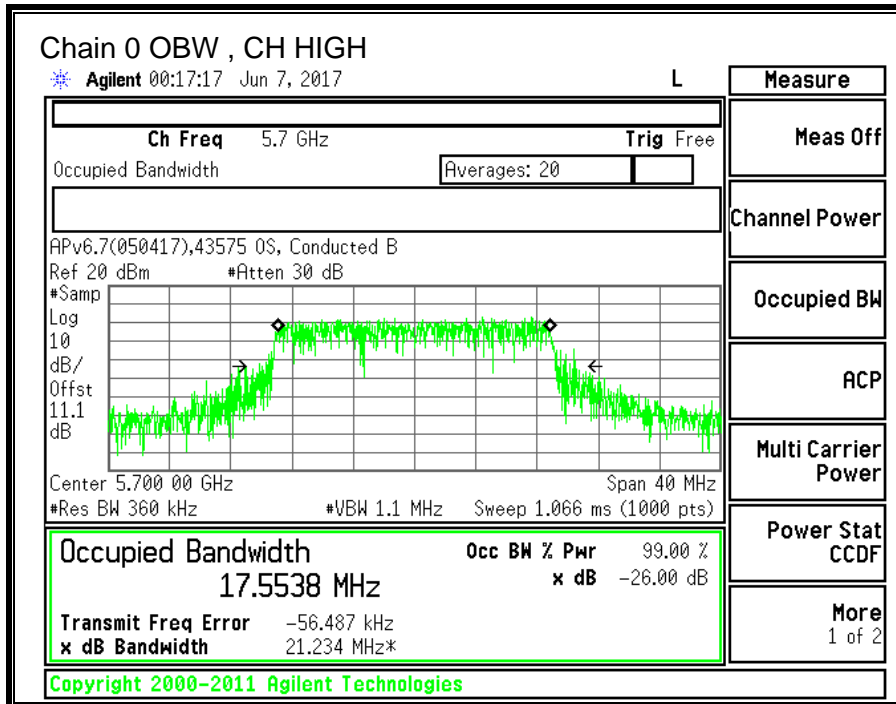 Chain 0 OBW , CH HIGH
Agilent 00:17:17 Jun 7, 2017 L
Measure
Ch Freq 5.7 GHz Trig Free
Meas Off
Occupied Bandwidth Averages: 20
Channel Power
APv6.7(050417),43575 OS, Conducted B
Ref 20 dBm #Atten 30 dB
#Samp
Log
10
dB/
Offst
11.1
dB
Occupied BW
ACP
Multi Carrier
Power
Center 5.700 00 GHz Span 40 MHz
#Res BW 360 kHz #VBW 1.1 MHz Sweep 1.066 ms (1000 pts)
Power Stat
CCDF
Occupied Bandwidth Occ BW % Pwr 99.00 %
17.5538 MHz x dB -26.00 dB
Transmit Freq Error -56.487 kHz
x dB Bandwidth 21.234 MHz*
More
1 of 2
Copyright 2000-2011 Agilent Technologies